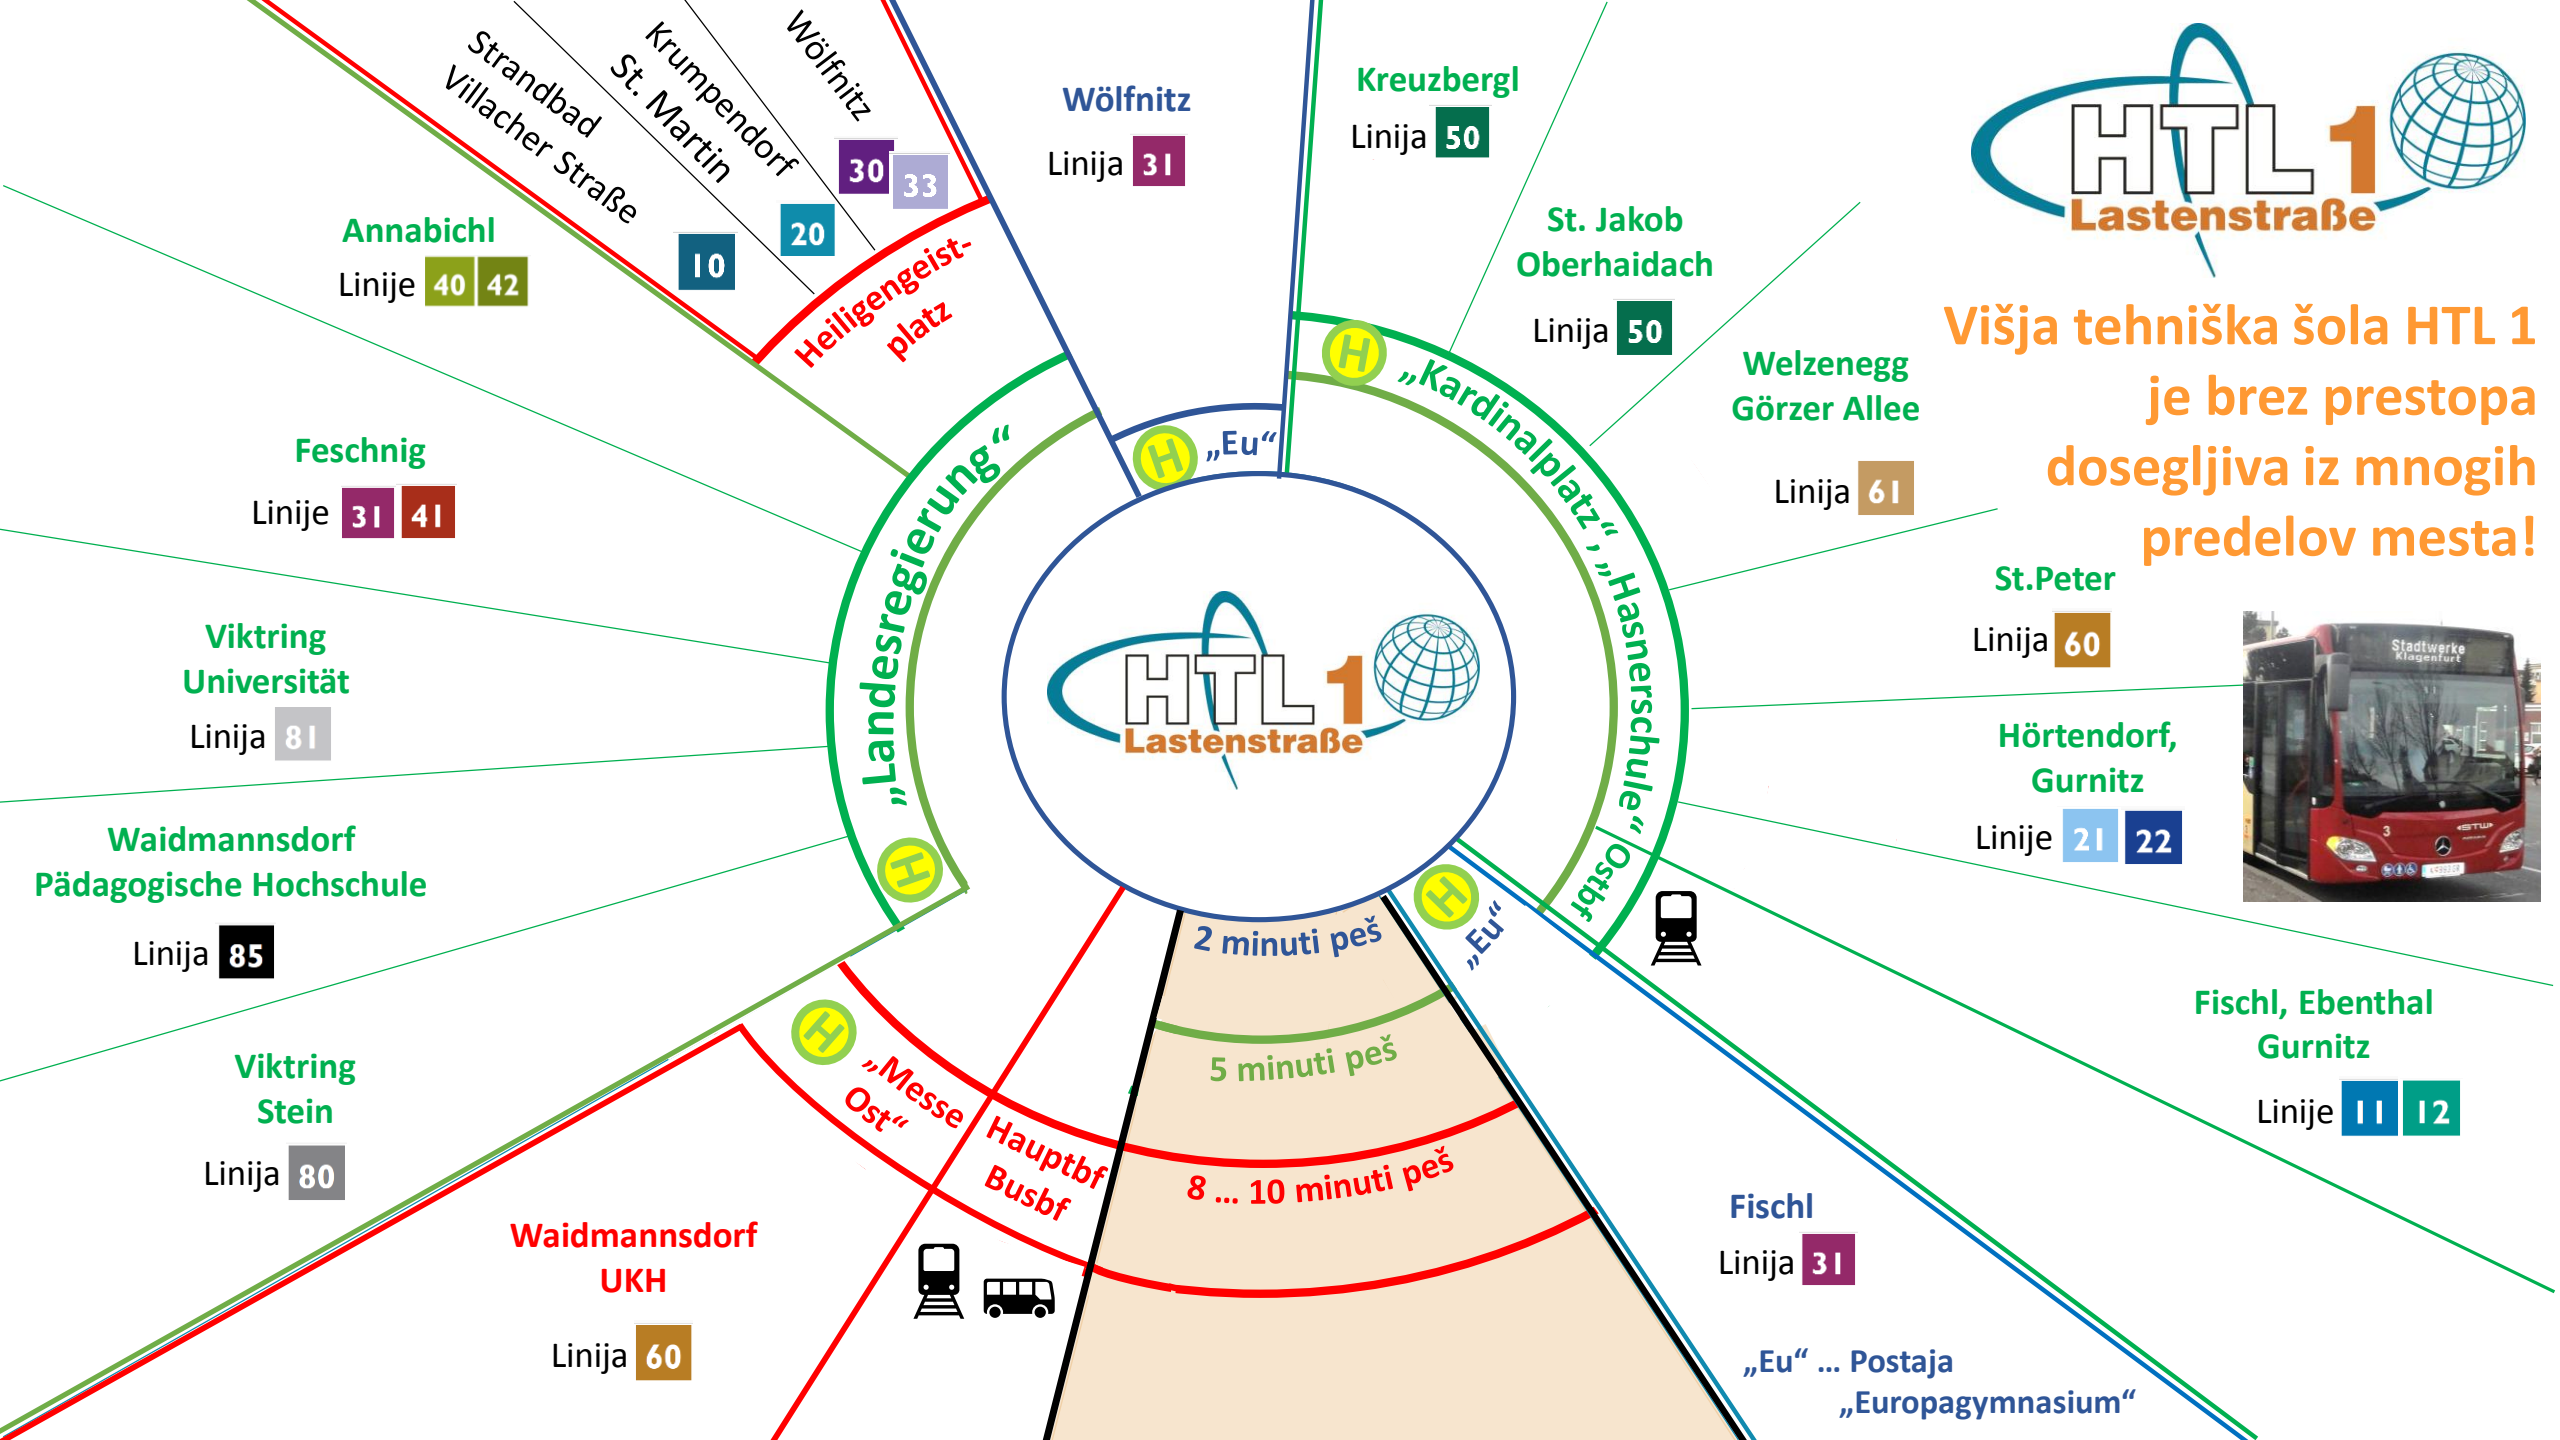 HTL 1
Lastenstraße
Višja tehniška šola HTL 1
je brez prestopa
dosegljiva iz mnogih
predelov mesta!
Strandbad
Villacher Straße
10
St. Martin
Krumpendorf
20
Wölfnitz
30 33
Heiligengeist-
platz
Wölfnitz
Linija 31
„Eu“
Kreuzbergl
Linija 50
St. Jakob
Oberhaidach
Linija 50
Welzenegg
Görzer Allee
Linija 61
St.Peter
Linija 60
Hörtendorf,
Gurnitz
Linije 21 22
Fischl, Ebenthal
Gurnitz
Linije 11 12
„Kardinalplatz“, „Hasnerschule“ Ostbf
Stadtwerke
Klagenfurt
3
STW
Annabichl
Linije 40 42
Feschnig
Linije 31 41
Viktring
Universität
Linija 81
Waidmannsdorf
Pädagogische Hochschule
Linija 85
Viktring
Stein
Linija 80
„Landesregierung“
HTL 1
Lastenstraße
H
H
H
H
H
„Eu“
2 minuti peš
5 minuti peš
8 ... 10 minuti peš
„Messe
Ost“
Hauptbf
Busbf
Waidmannsdorf
UKH
Linija 60
Fischl
Linija 31
„Eu“ ... Postaja
„Europagymnasium“